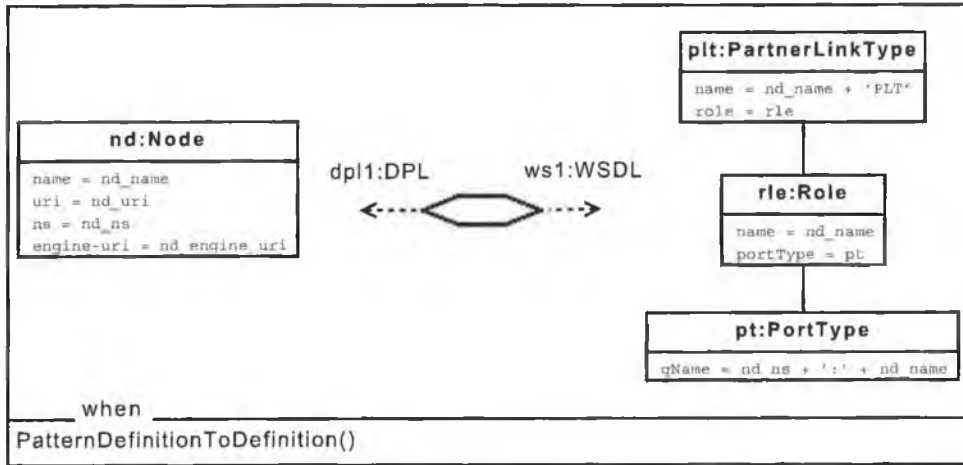 nd:Node
name = nd_name
uri = nd_uri
ns = nd_ns
engine-uri = nd_engine_uri
dpl1:DPL
ws1:WSDL
plt:PartnerLinkType
name = nd_name + 'PLT'
role = rle
rle:Role
name = nd_name
portType = pt
pt:PortType
qName = nd_ns + ':' + nd_name
when
PatternDefinitionToDefinition()